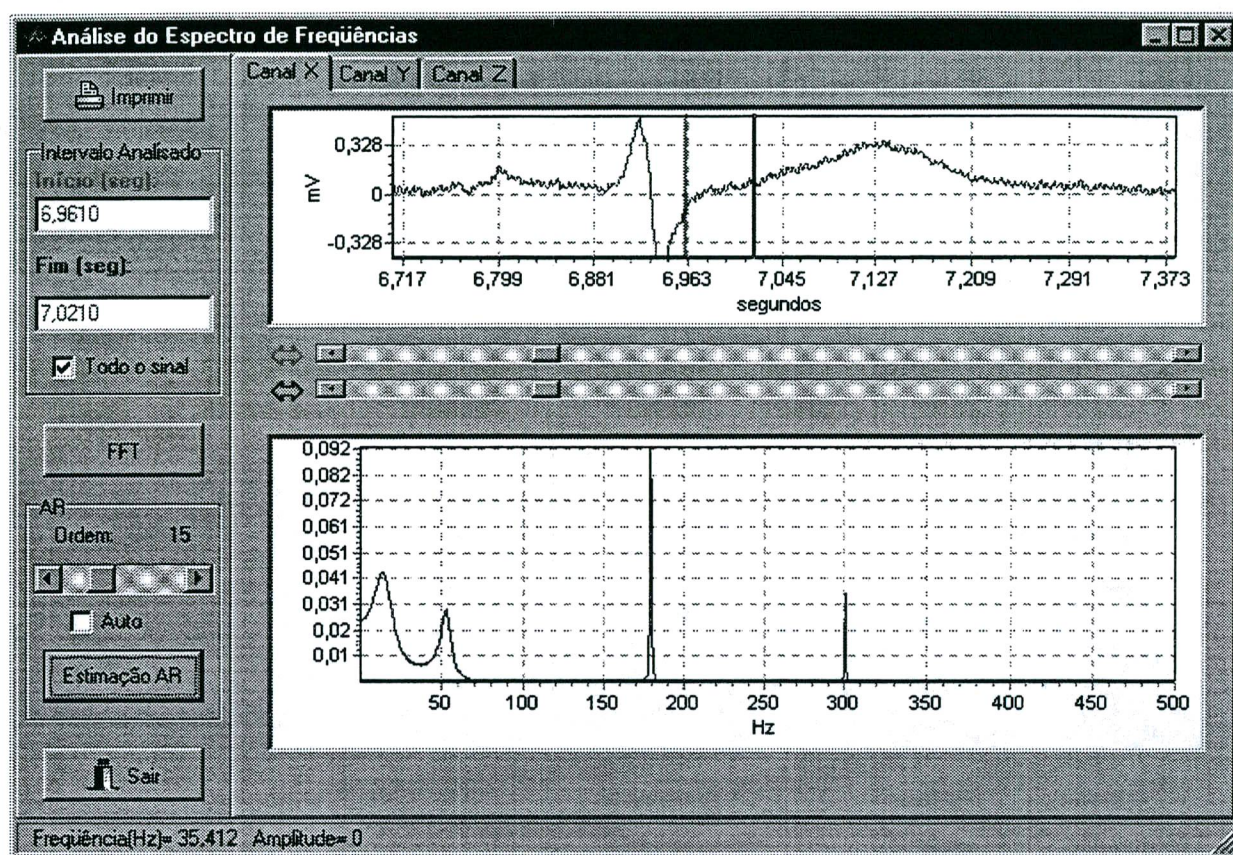 Análise do Espectro de Freqüências
Imprimir
Intervalo Analisado
Início (seg):
6,9610
Fim (seg):
7,0210
Todo o sinal
FFT
AR
Ordem: 15
Auto
Estimação AR
Sair
Canal X Canal Y Canal Z
0,328
0
-0,328
mV
6,717 6,799 6,881 6,963 7,045 7,127 7,209 7,291 7,373
segundos
0,092
0,082
0,072
0,061
0,051
0,041
0,031
0,02
0,01
50 100 150 200 250 300 350 400 450 500
Hz
Freqüência(Hz)= 35,412 Amplitude= 0